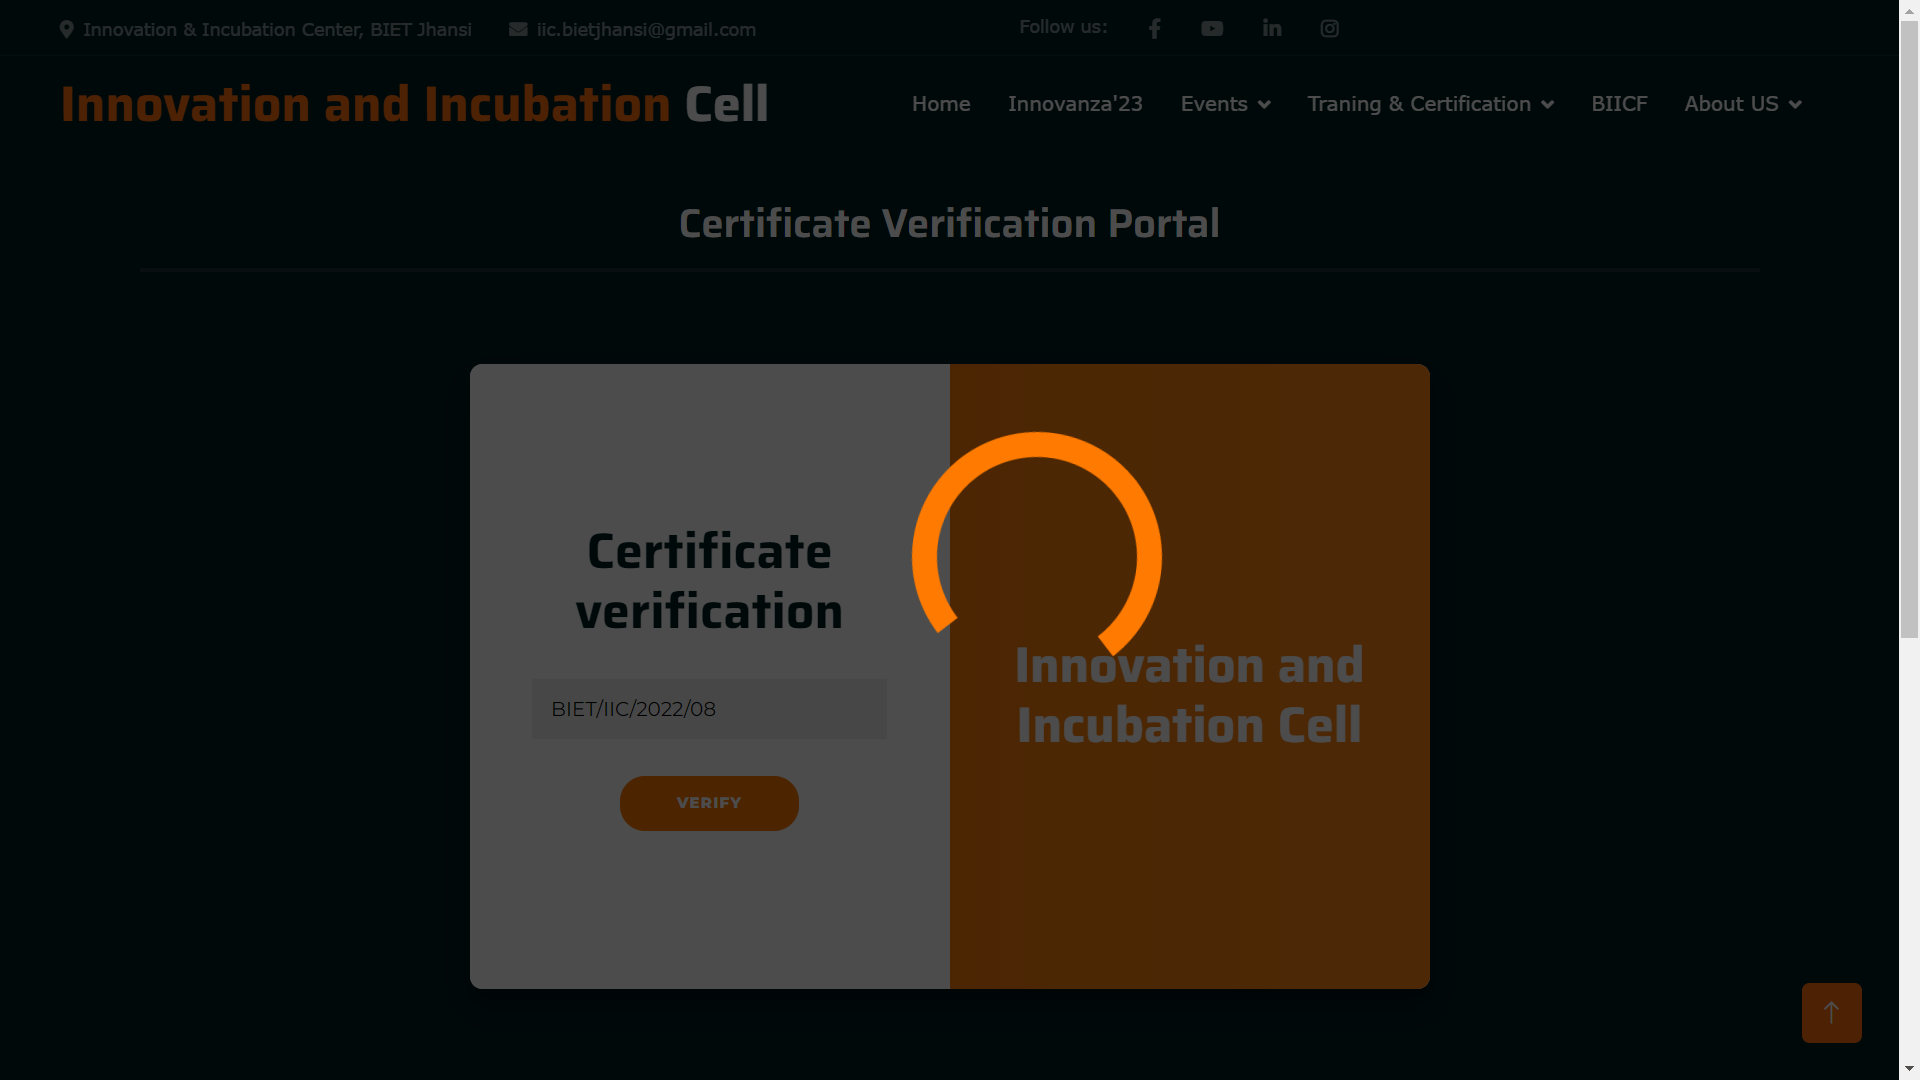 Innovation & Incubation Center, BIET Jhansi
iic.bietjhansi@gmail.com
Follow us:
Innovation and Incubation Cell
Home
Innovanza'23
Events
Traning & Certification
BIICF
About US
Certificate Verification Portal
Certificate
verification
BIET/IIC/2022/08
VERIFY
Innovation and
Incubation Cell